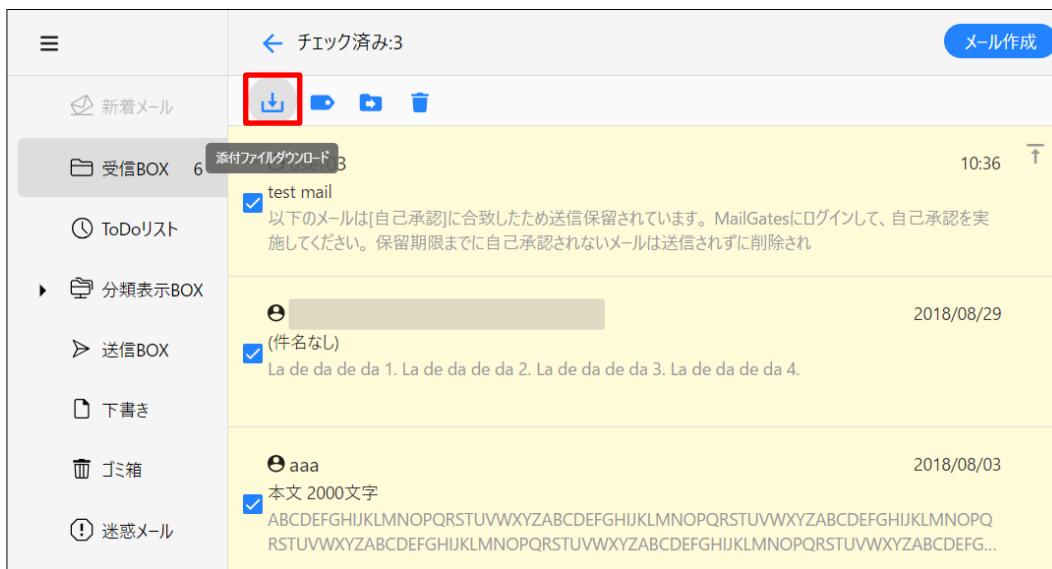 チェック済み:3
メール作成
新着メール
受信BOX 6
添付ファイルダウンロード
10:36
test mail
以下のメールは[自己承認]に合致したため送信保留されています。MailGatesにログインして、自己承認を実
施してください。保留期限までに自己承認されないメールは送信されずに削除され
ToDoリスト
分類表示BOX
2018/08/29
(件名なし)
La de da de da 1. La de da de da 2. La de da de da 3. La de da de da 4.
送信BOX
下書き
ゴミ箱
aaa
2018/08/03
本文 2000文字
ABCDEFGHIJKLMNOPQRSTUVWXYZABCDEFGHIJKLMNOPQRSTUVWXYZABCDEFGHIJKLMNOPQ
RSTUVWXYZABCDEFGHIJKLMNOPQRSTUVWXYZABCDEFGHIJKLMNOPQRSTUVWXYZABCDEFG...
迷惑メール